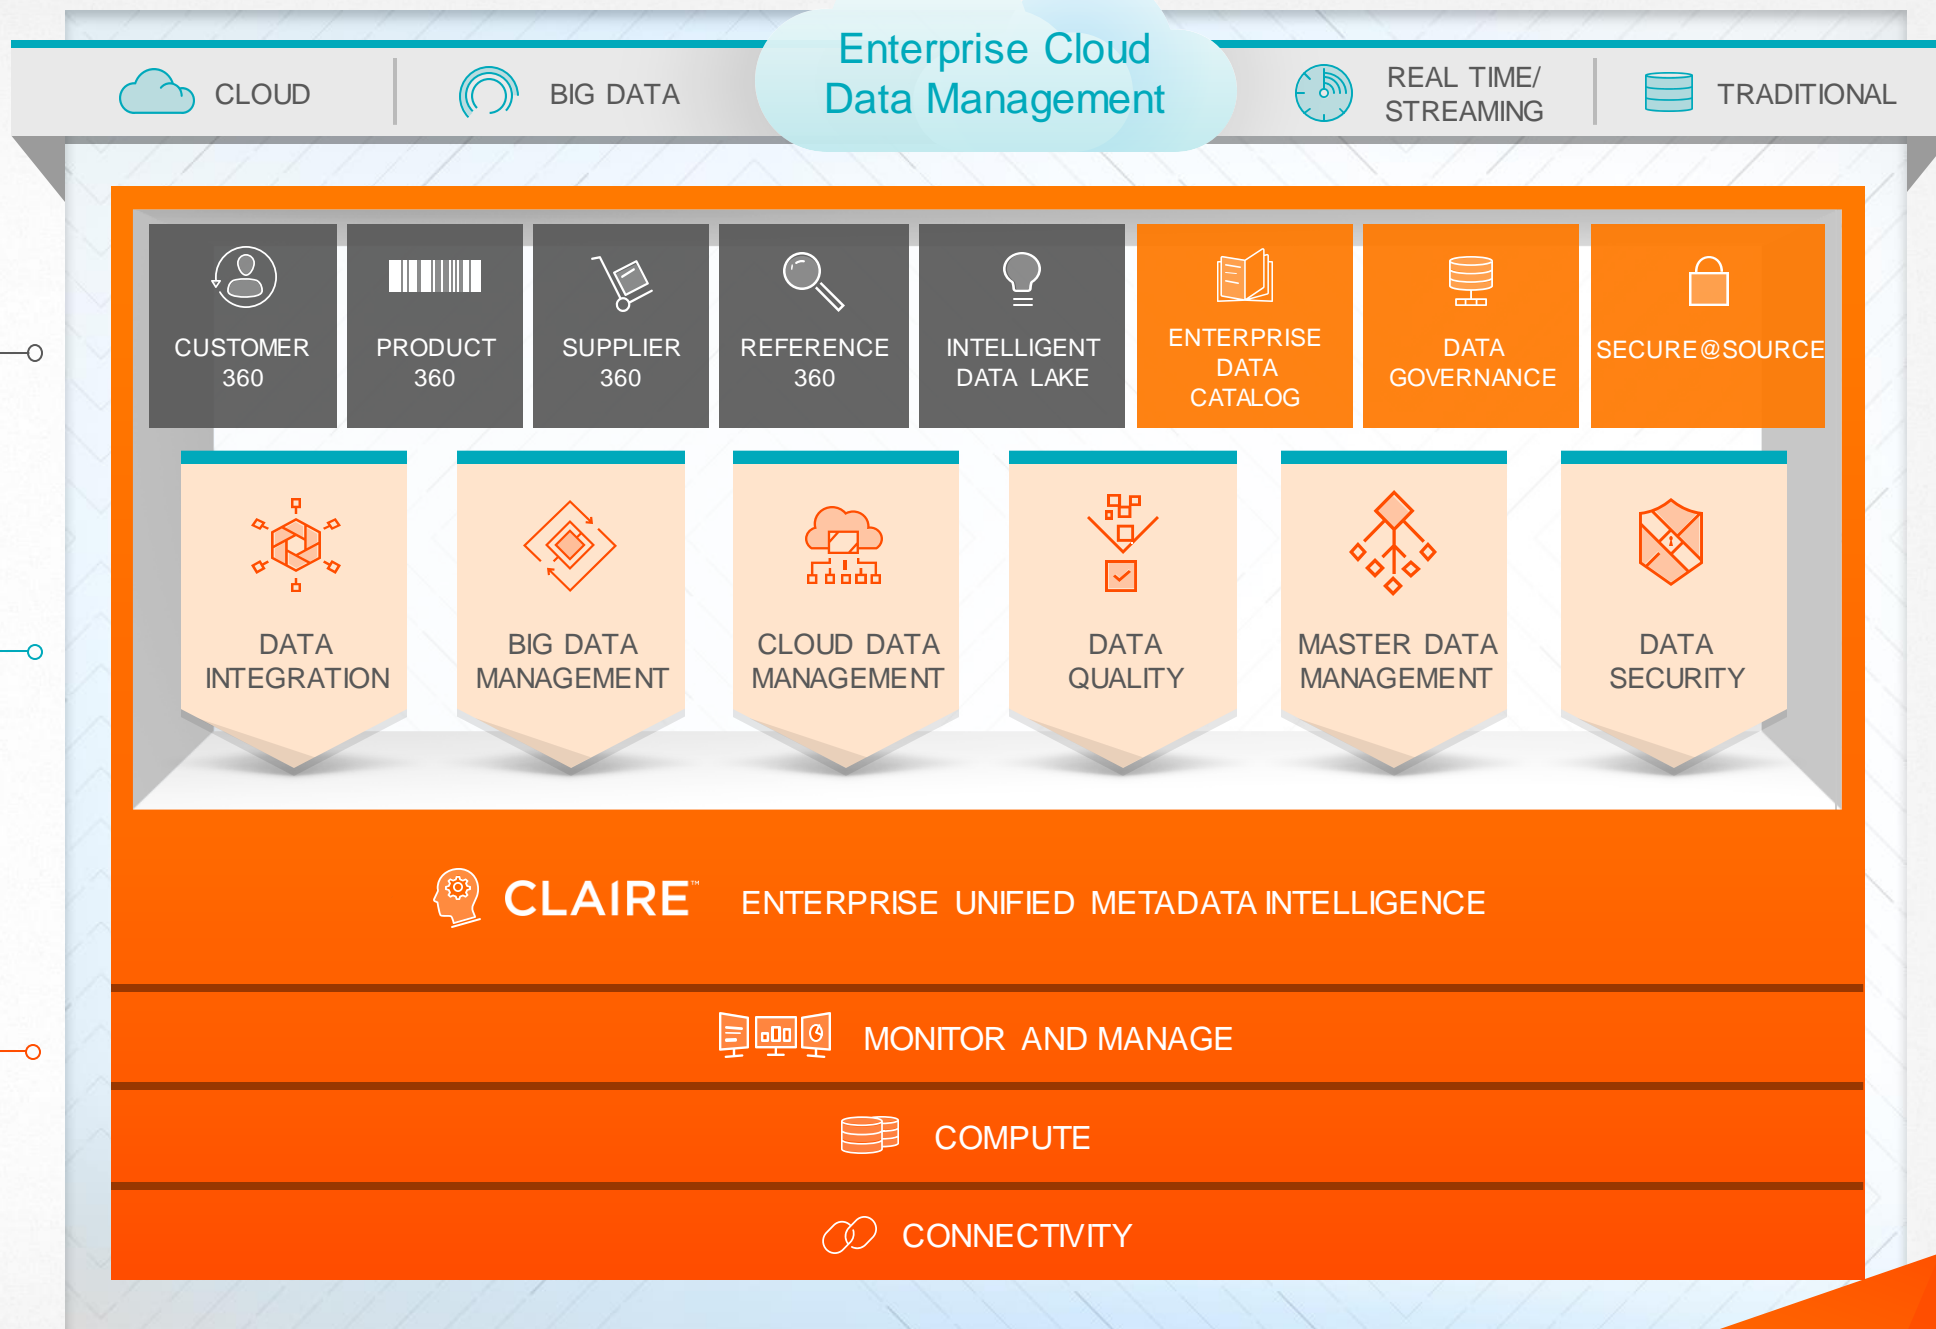 Enterprise Cloud
Data Management
CLOUD
BIG DATA
REAL TIME/
STREAMING
TRADITIONAL
CUSTOMER
360
PRODUCT
360
SUPPLIER
360
REFERENCE
360
INTELLIGENT
DATA LAKE
ENTERPRISE
DATA
CATALOG
DATA
GOVERNANCE
SECURE@SOURCE
DATA
INTEGRATION
BIG DATA
MANAGEMENT
CLOUD DATA
MANAGEMENT
DATA
QUALITY
MASTER DATA
MANAGEMENT
DATA
SECURITY
CLAIRE™ ENTERPRISE UNIFIED METADATA INTELLIGENCE
MONITOR AND MANAGE
COMPUTE
CONNECTIVITY